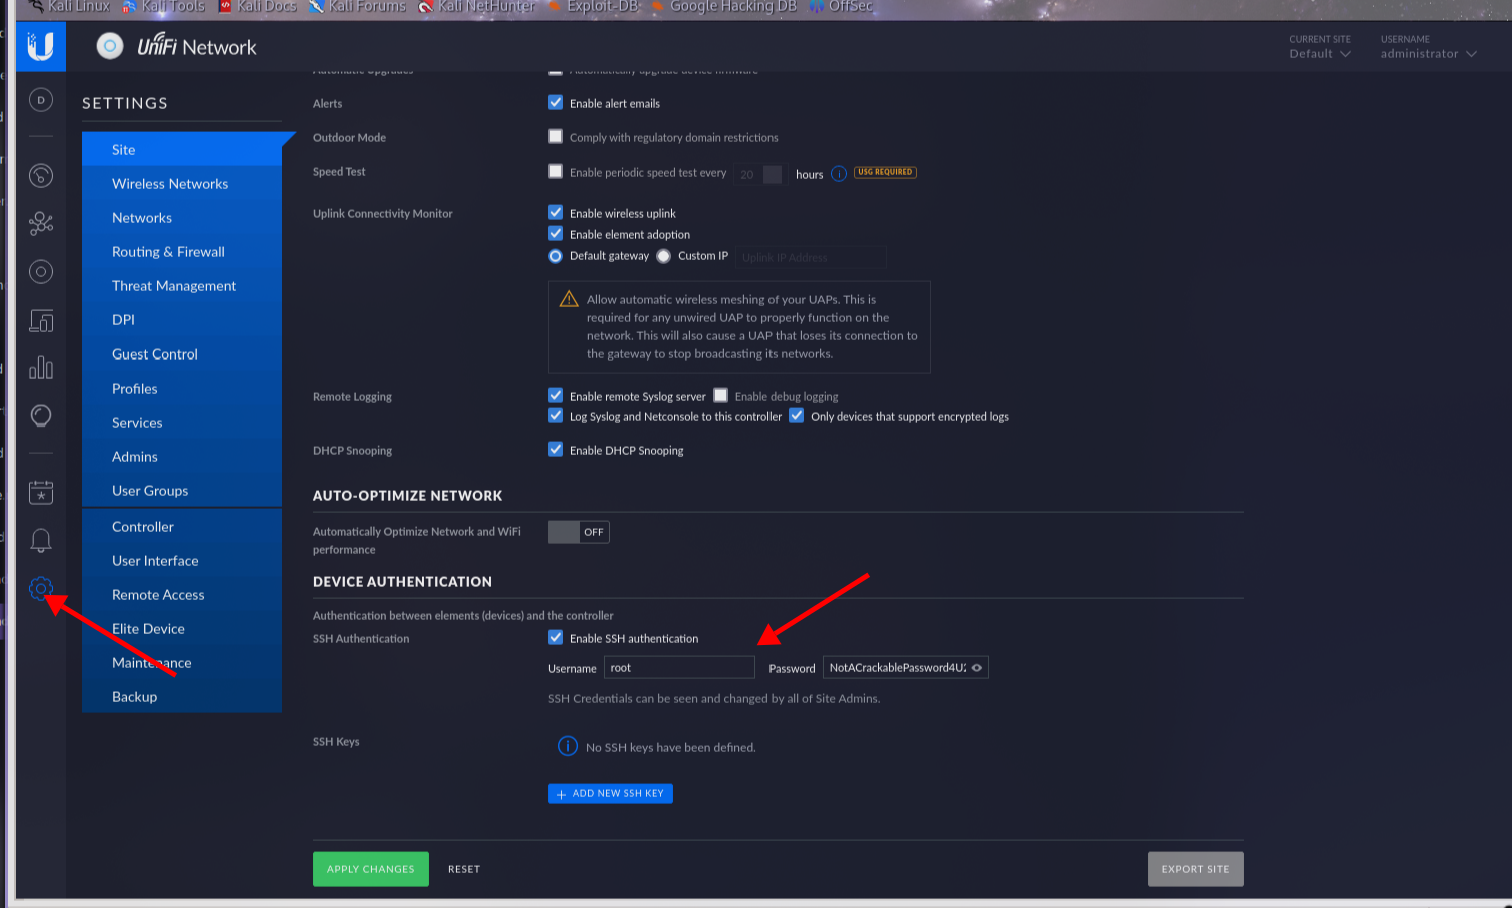 Kali Linux Kali Tools Kali Docs Kali Forums Kali NetHunter Exploit-DB Google Hacking DB OffSec
UniFi Network
CURRENT SITE
Default
USERNAME
administrator
D
SETTINGS
Site
Wireless Networks
Networks
Routing & Firewall
Threat Management
DPI
Guest Control
Profiles
Services
Admins
User Groups
Controller
User Interface
Remote Access
Elite Device
Maintenance
Backup
Automatic Upgrades Automatically upgrade device firmware
Alerts Enable alert emails
Outdoor Mode Comply with regulatory domain restrictions
Speed Test Enable periodic speed test every 20 hours USG REQUIRED
Uplink Connectivity Monitor Enable wireless uplink
Enable element adoption
Default gateway Custom IP Uplink IP Address
Allow automatic wireless meshing of your UAPs. This is
required for any unwired UAP to properly function on the
network. This will also cause a UAP that loses its connection to
the gateway to stop broadcasting its networks.
Remote Logging Enable remote Syslog server Enable debug logging
Log Syslog and Netconsole to this controller Only devices that support encrypted logs
DHCP Snooping Enable DHCP Snooping
AUTO-OPTIMIZE NETWORK
Automatically Optimize Network and WiFi
performance
OFF
DEVICE AUTHENTICATION
Authentication between elements (devices) and the controller
SSH Authentication Enable SSH authentication
Username root Password NotACrackablePassword4U
SSH Credentials can be seen and changed by all of Site Admins.
SSH Keys No SSH keys have been defined.
+ ADD NEW SSH KEY
APPLY CHANGES RESET EXPORT SITE